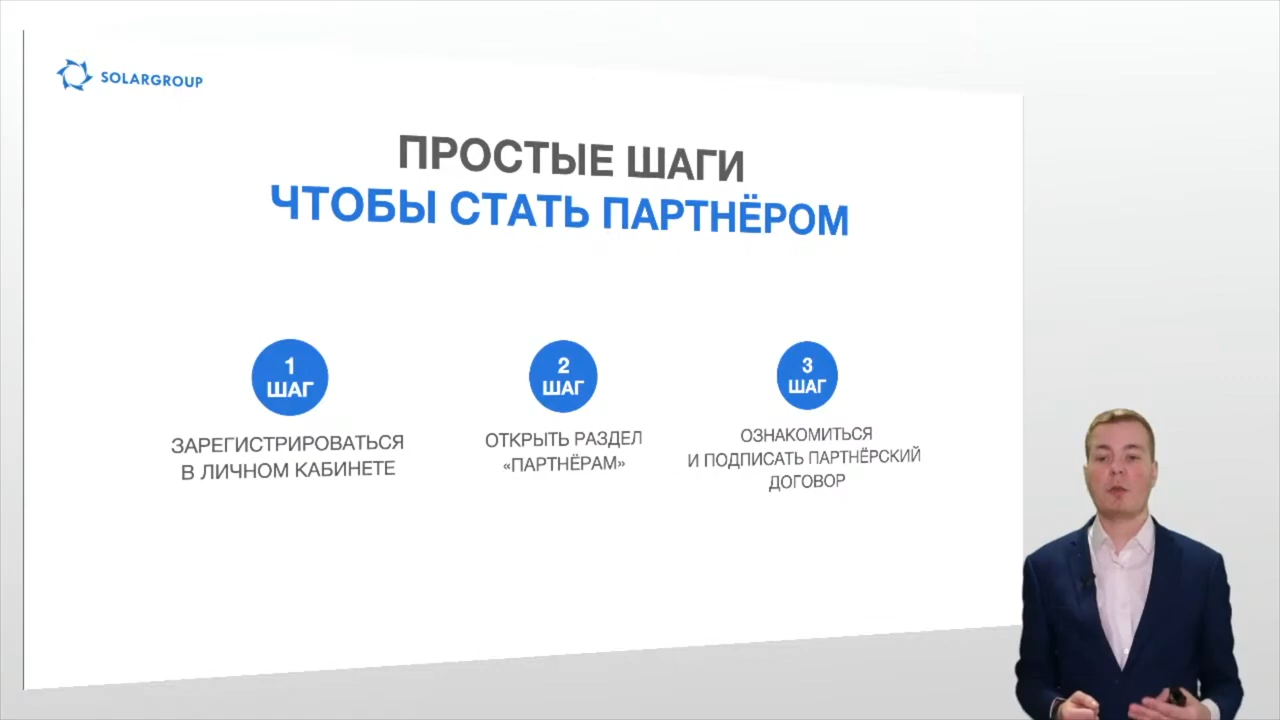 SOLARGROUP
ПРОСТЫЕ ШАГИ
ЧТОБЫ СТАТЬ ПАРТНЁРОМ
1
ШАГ
ЗАРЕГИСТРИРОВАТЬСЯ
В ЛИЧНОМ КАБИНЕТЕ
2
ШАГ
ОТКРЫТЬ РАЗДЕЛ
«ПАРТНЁРАМ»
3
ШАГ
ОЗНАКОМИТЬСЯ
И ПОДПИСАТЬ ПАРТНЁРСКИЙ
ДОГОВОР